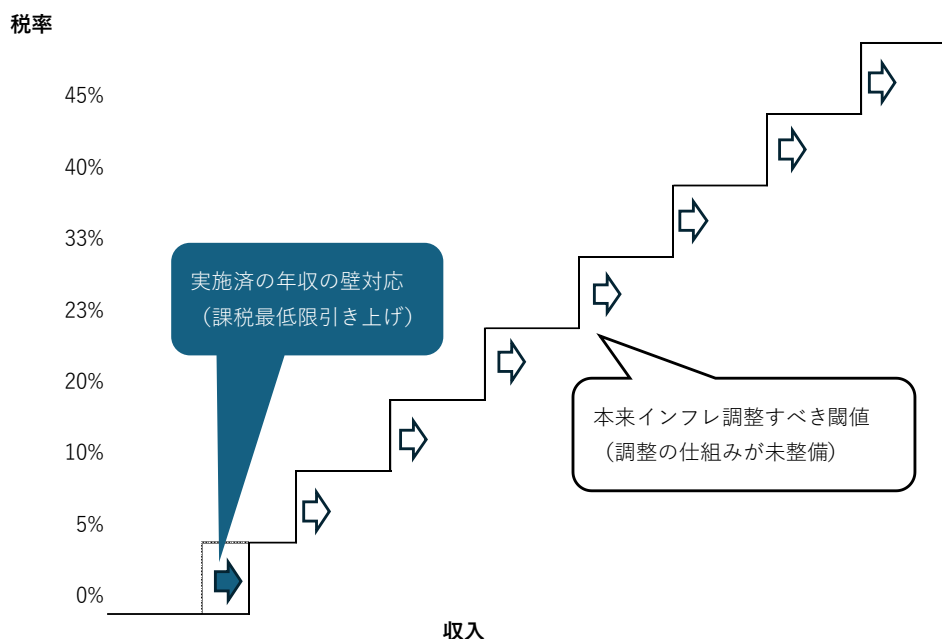 税率
45%
40%
33%
23%
20%
10%
5%
0%
実施済の年収の壁対応
（課税最低限引き上げ）
本来インフレ調整すべき閾値
（調整の仕組みが未整備）
収入